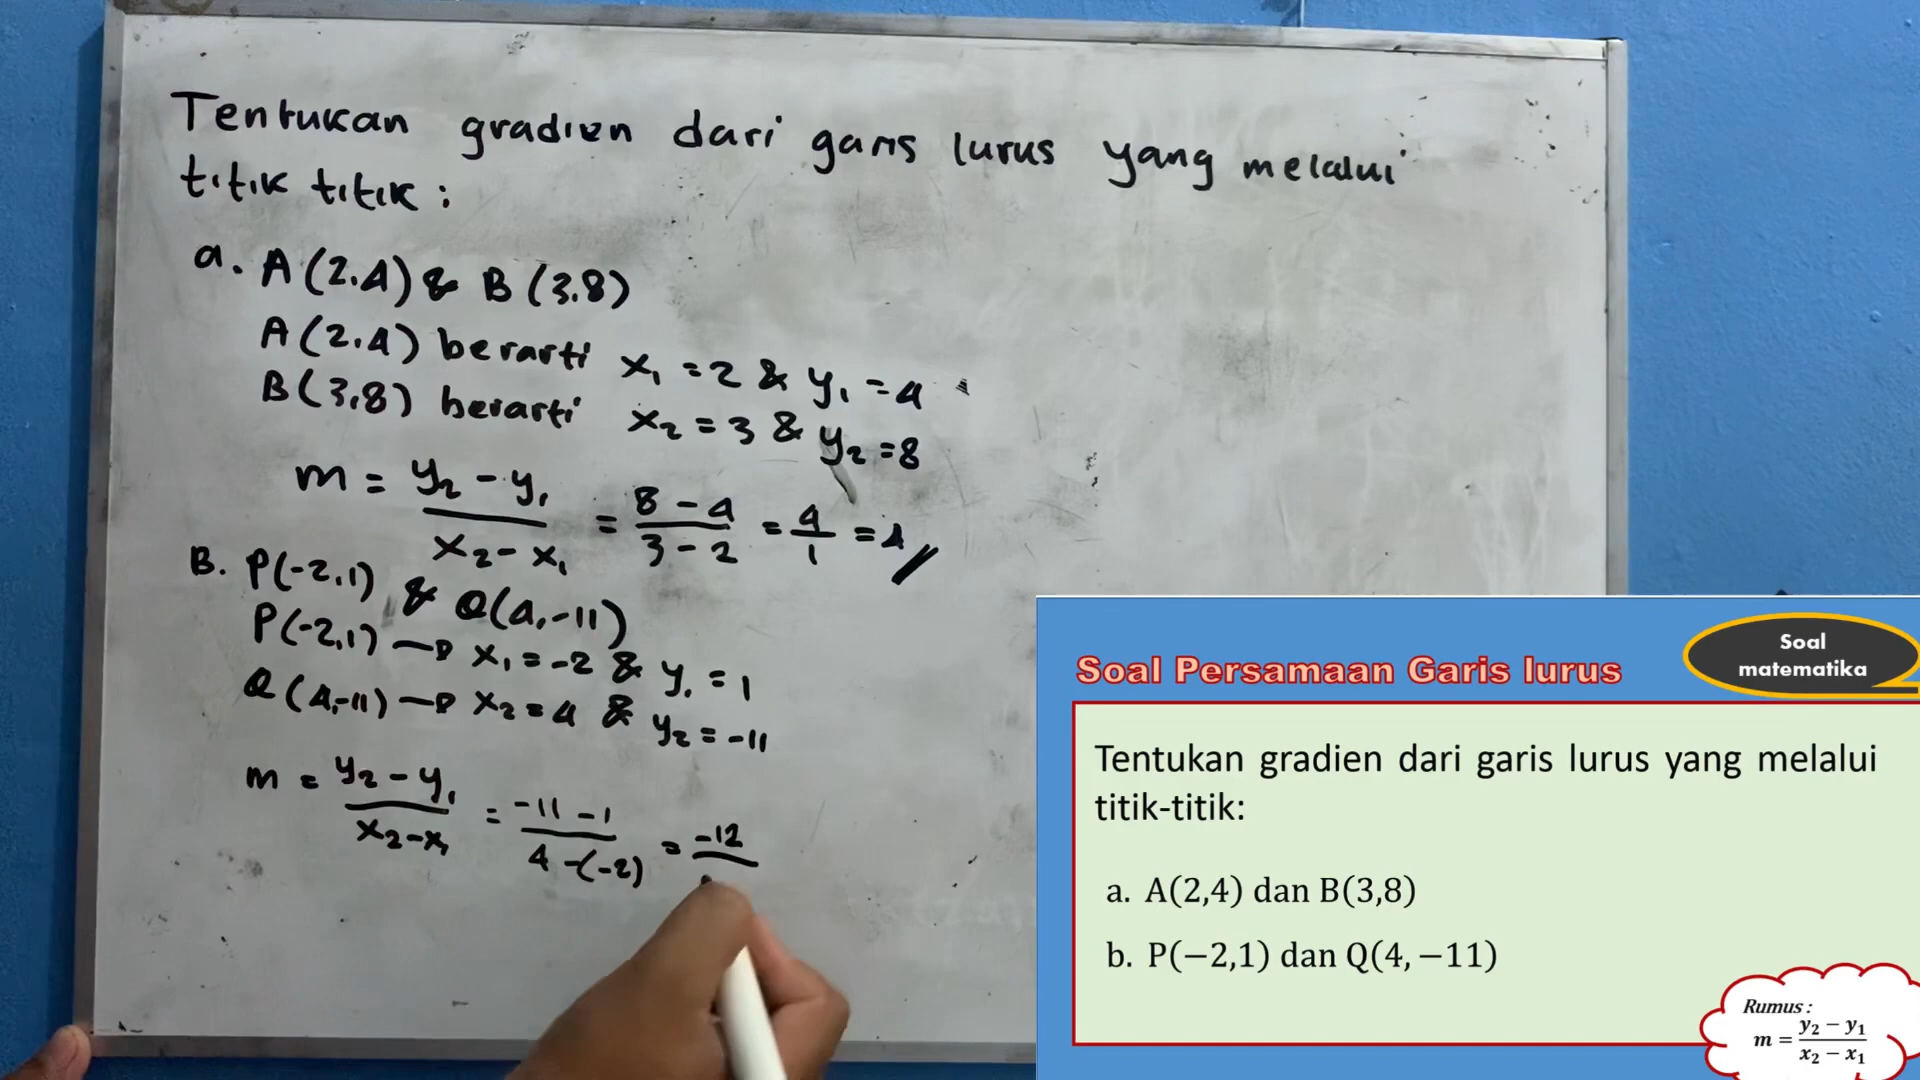 Tentukan gradien dari garis lurus yang melalui
titik titik :
a. A (2.4) & B (3.8)
A (2.4) berarti x₁ = 2 & y₁ = 4
B (3,8) berarti x₂ = 3 & y₂ = 8
m = y₂ - y₁ / x₂ - x₁ = 8 - 4 / 3 - 2 = 4 / 1 = 4 //
B. P(-2,1) & Q(4,-11)
P(-2,1) → x₁ = -2 & y₁ = 1
Q (4,-11) → x₂ = 4 & y₂ = -11
m = y₂ - y₁ / x₂ - x₁ = -11 - 1 / 4 - (-2) = -12 /
Soal
matematika
Soal Persamaan Garis lurus
Tentukan gradien dari garis lurus yang melalui
titik-titik:
a. A(2,4) dan B(3,8)
b. P(−2,1) dan Q(4, −11)
Rumus :
m = y₂ − y₁ / x₂ − x₁